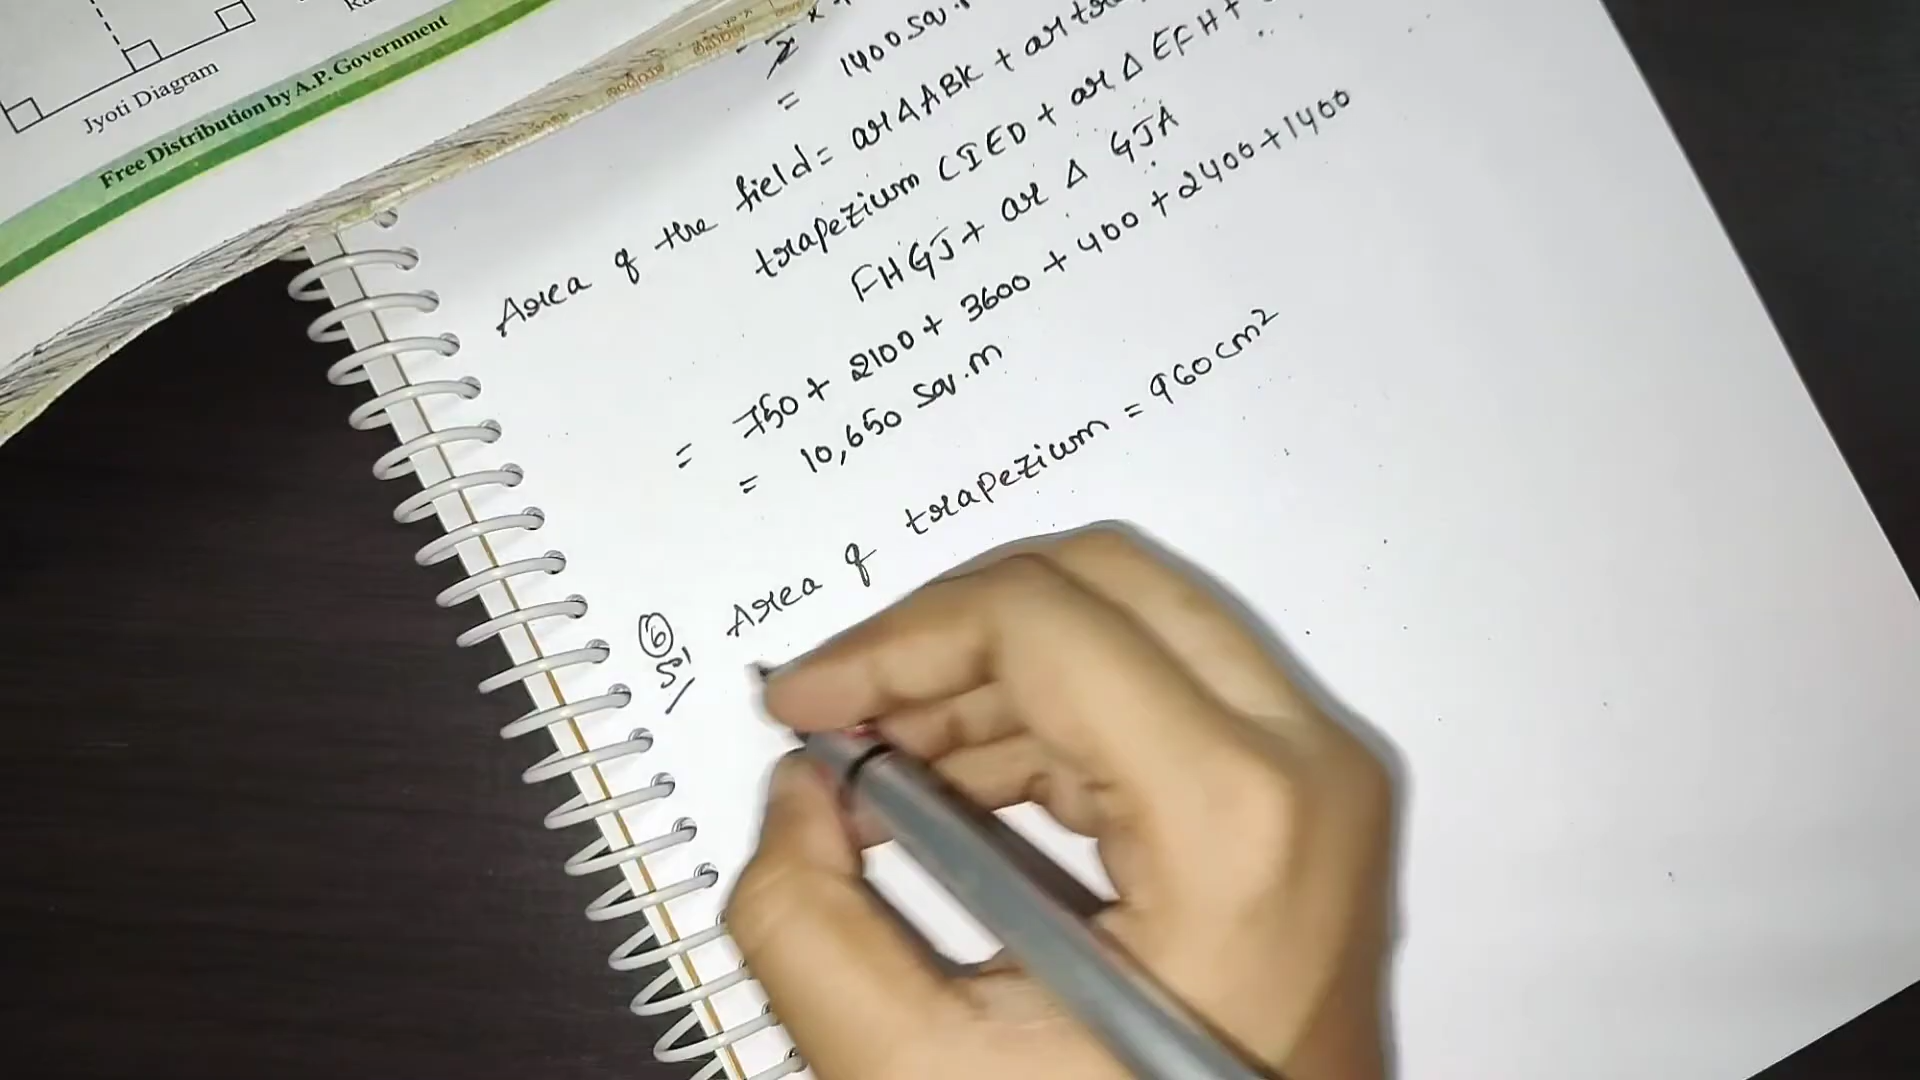 Jyoti Diagram
Free Distribution by A.P. Government
= 1400 sq.
Area of the field = ar ΔABK + ar
trapezium CIED + ar Δ EFH +
FHGJ + ar Δ GJA
= 750 + 2100 + 3600 + 400 + 2400 + 1400
= 10,650 sq.m
6 Area of trapezium = 960 cm²
Sol